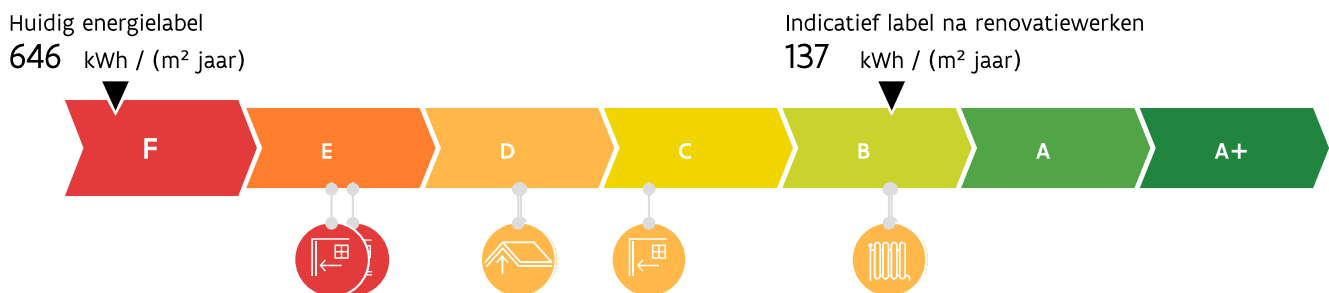 Huidig energielabel
646 kWh / (m² jaar)
Indicatief label na renovatiewerken
137 kWh / (m² jaar)
F E D C B A A+